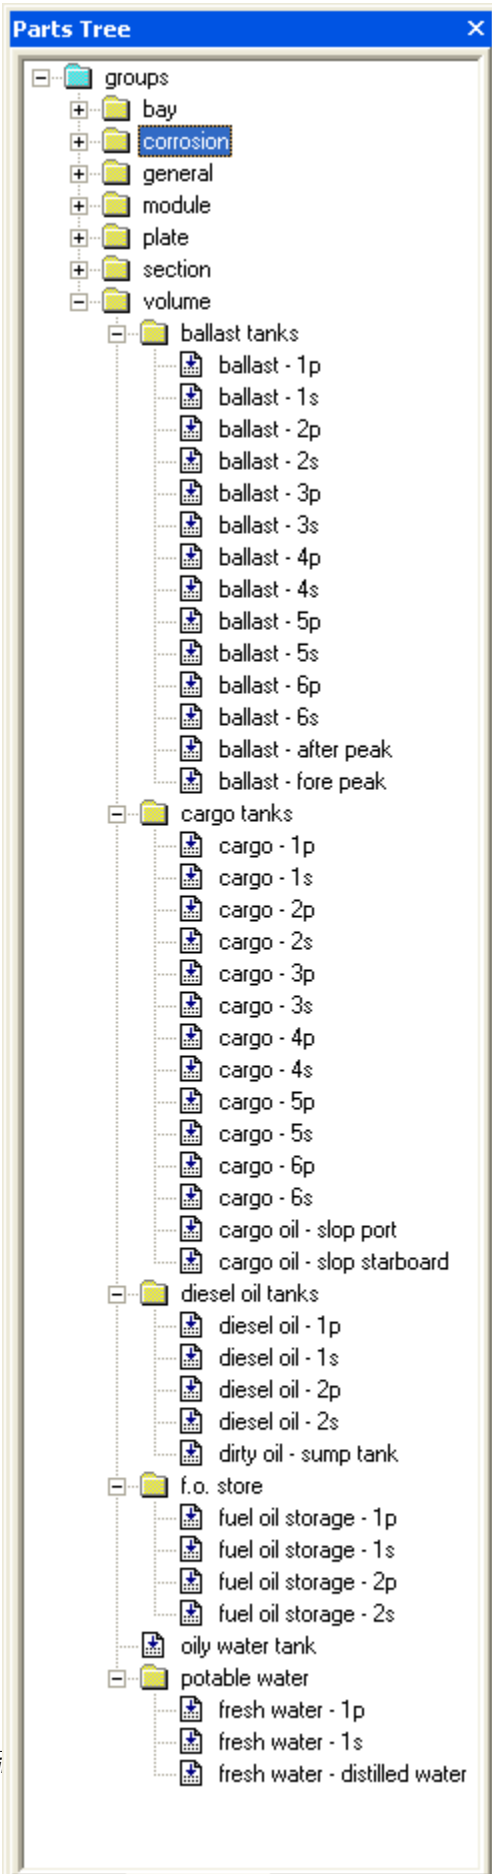 Parts Tree
groups
bay
corrosion
general
module
plate
section
volume
ballast tanks
ballast - 1p
ballast - 1s
ballast - 2p
ballast - 2s
ballast - 3p
ballast - 3s
ballast - 4p
ballast - 4s
ballast - 5p
ballast - 5s
ballast - 6p
ballast - 6s
ballast - after peak
ballast - fore peak
cargo tanks
cargo - 1p
cargo - 1s
cargo - 2p
cargo - 2s
cargo - 3p
cargo - 3s
cargo - 4p
cargo - 4s
cargo - 5p
cargo - 5s
cargo - 6p
cargo - 6s
cargo oil - slop port
cargo oil - slop starboard
diesel oil tanks
diesel oil - 1p
diesel oil - 1s
diesel oil - 2p
diesel oil - 2s
dirty oil - sump tank
f.o. store
fuel oil storage - 1p
fuel oil storage - 1s
fuel oil storage - 2p
fuel oil storage - 2s
oily water tank
potable water
fresh water - 1p
fresh water - 1s
fresh water - distilled water